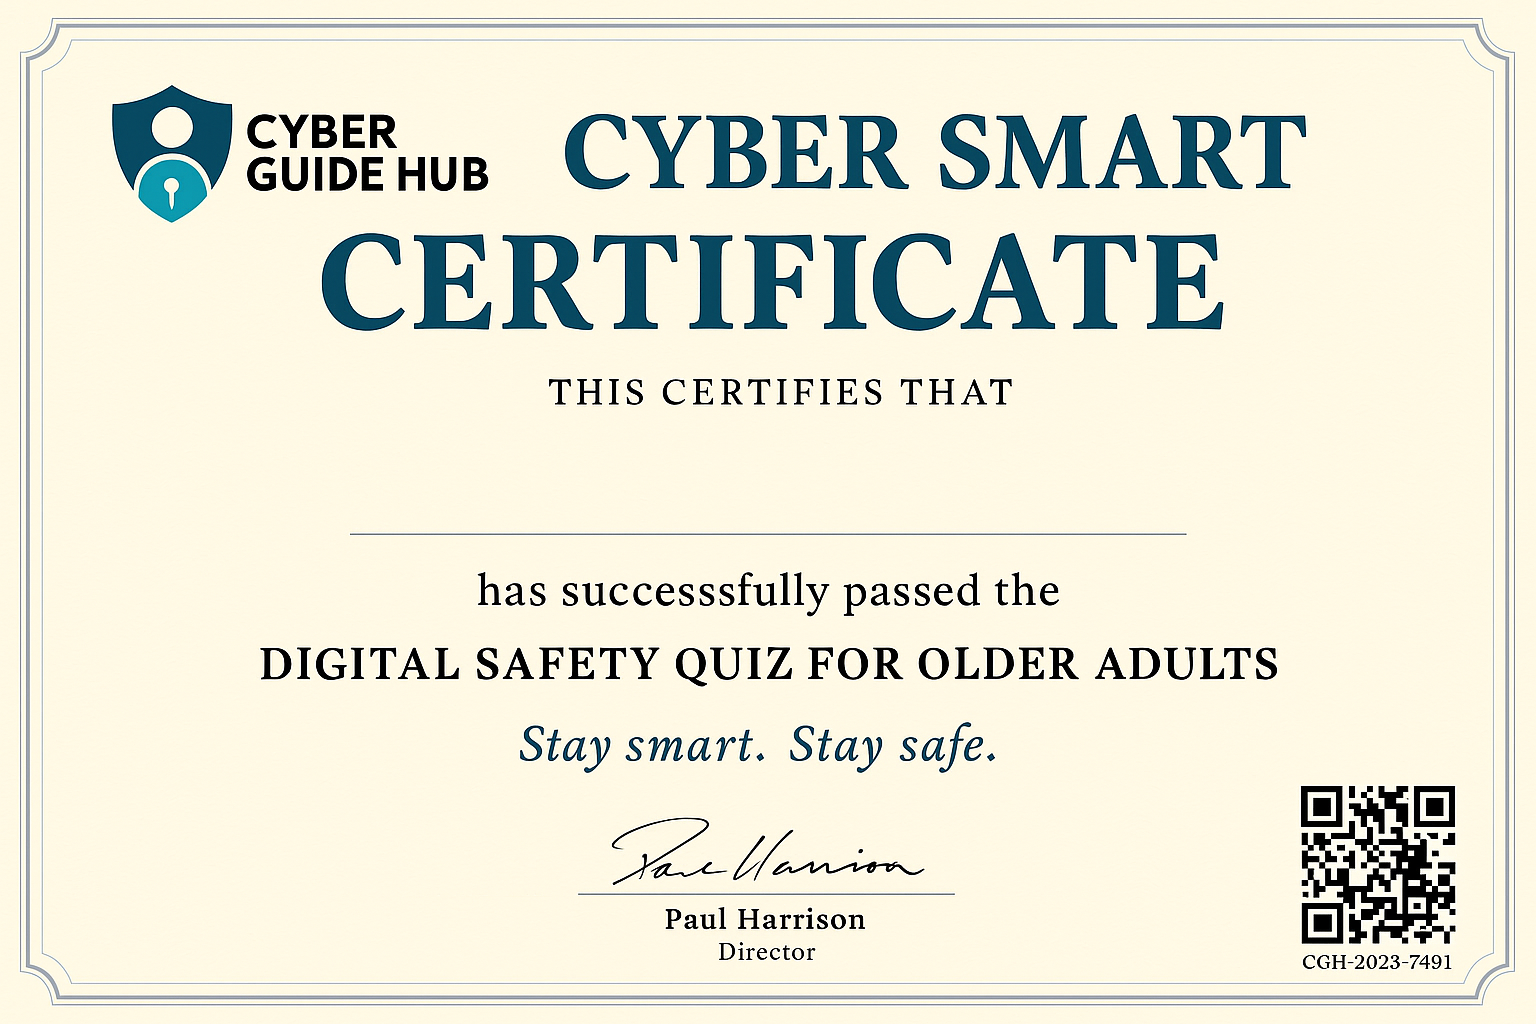 CYBER
GUIDE HUB
CYBER SMART
CERTIFICATE
THIS CERTIFIES THAT
has successsfully passed the
DIGITAL SAFETY QUIZ FOR OLDER ADULTS
Stay smart. Stay safe.
Paul Harrison
Paul Harrison
Director
CGH-2023-7491